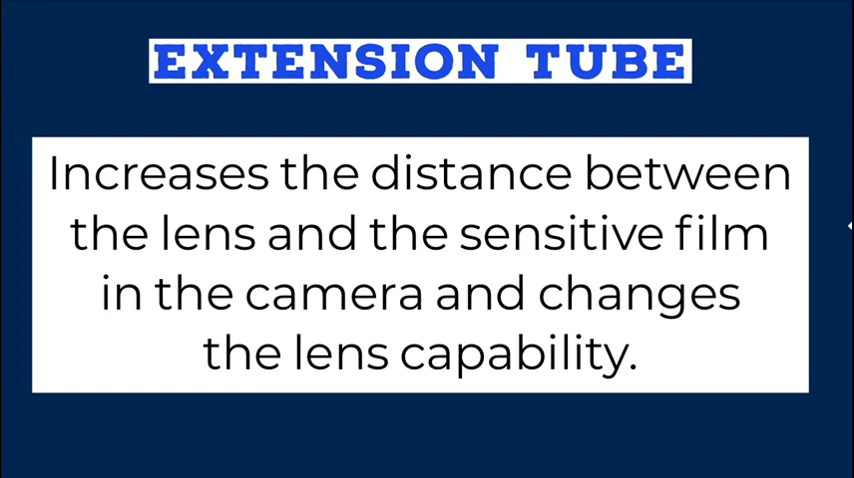 EXTENSION TUBE
Increases the distance between
the lens and the sensitive film
in the camera and changes
the lens capability.